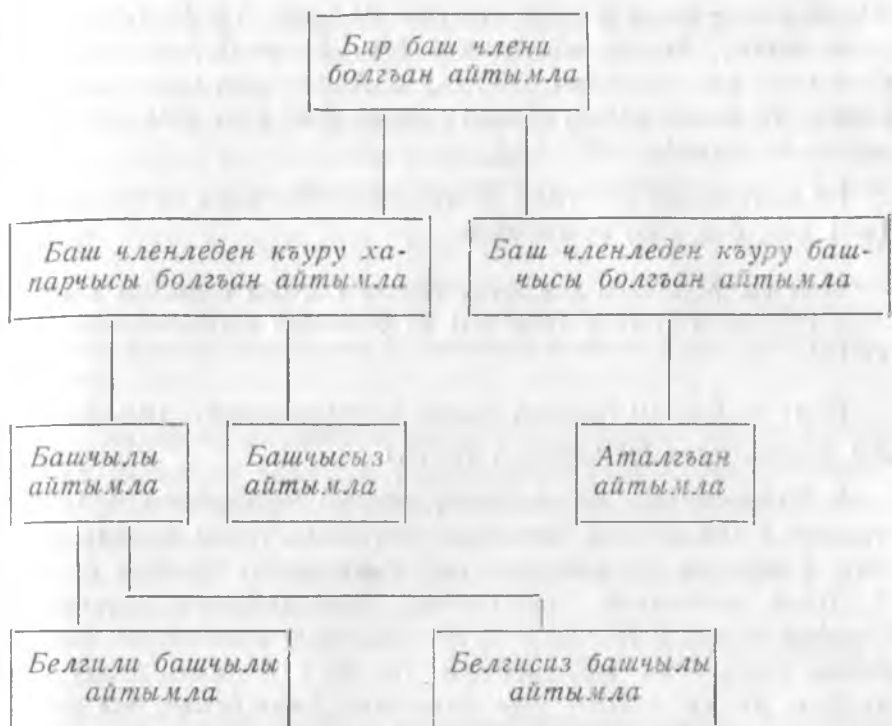 Бир баш члени
болгъан айтымла
Баш членледен къуру ха-
парчысы болгъан айтымла
Баш членледен къуру баш-
чысы болгъан айтымла
Башчылы
айтымла
Башчысыз
айтымла
Аталгъан
айтымла
Белгили башчылы
айтымла
Белгисиз башчылы
айтымла